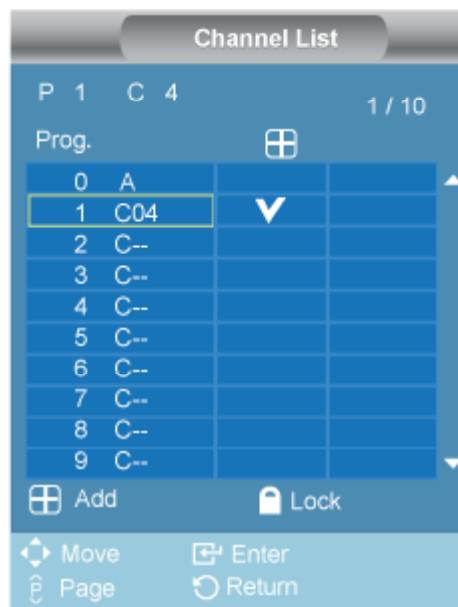 Channel List
P 1 C 4
1 / 10
Prog.
0 A
1 C04
2 C--
3 C--
4 C--
5 C--
6 C--
7 C--
8 C--
9 C--
Add Lock
Move Enter
P Page Return